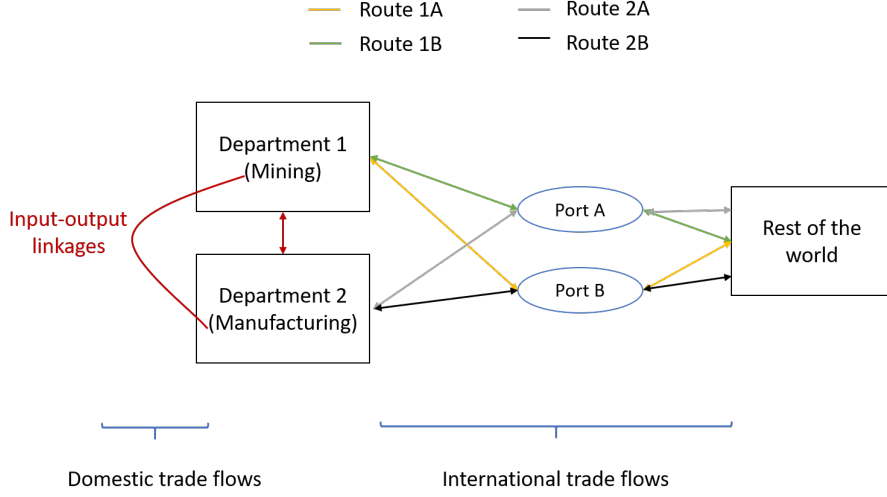 Route 1A
Route 2A
Route 1B
Route 2B
Department 1
(Mining)
Input-output
linkages
Department 2
(Manufacturing)
Port A
Port B
Rest of the
world
Domestic trade flows
International trade flows